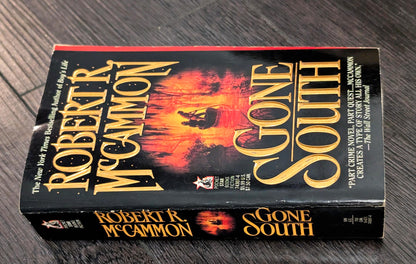 The New York Times Bestselling Author of Boy's Life
ROBERT R.
McCAMMON
GONE
SOUTH
"PART CRIME NOVEL, PART QUEST...McCAMMON
CREATES A TYPE OF STORY ALL HIS OWN."
—The Wall Street Journal
ROBERT R.
McCAMMON
GONE
SOUTH